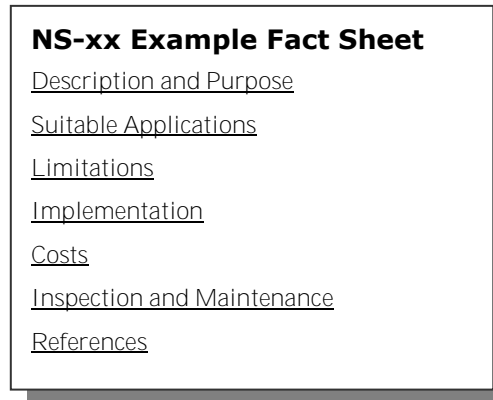 NS-xx Example Fact Sheet
Description and Purpose
Suitable Applications
Limitations
Implementation
Costs
Inspection and Maintenance
References